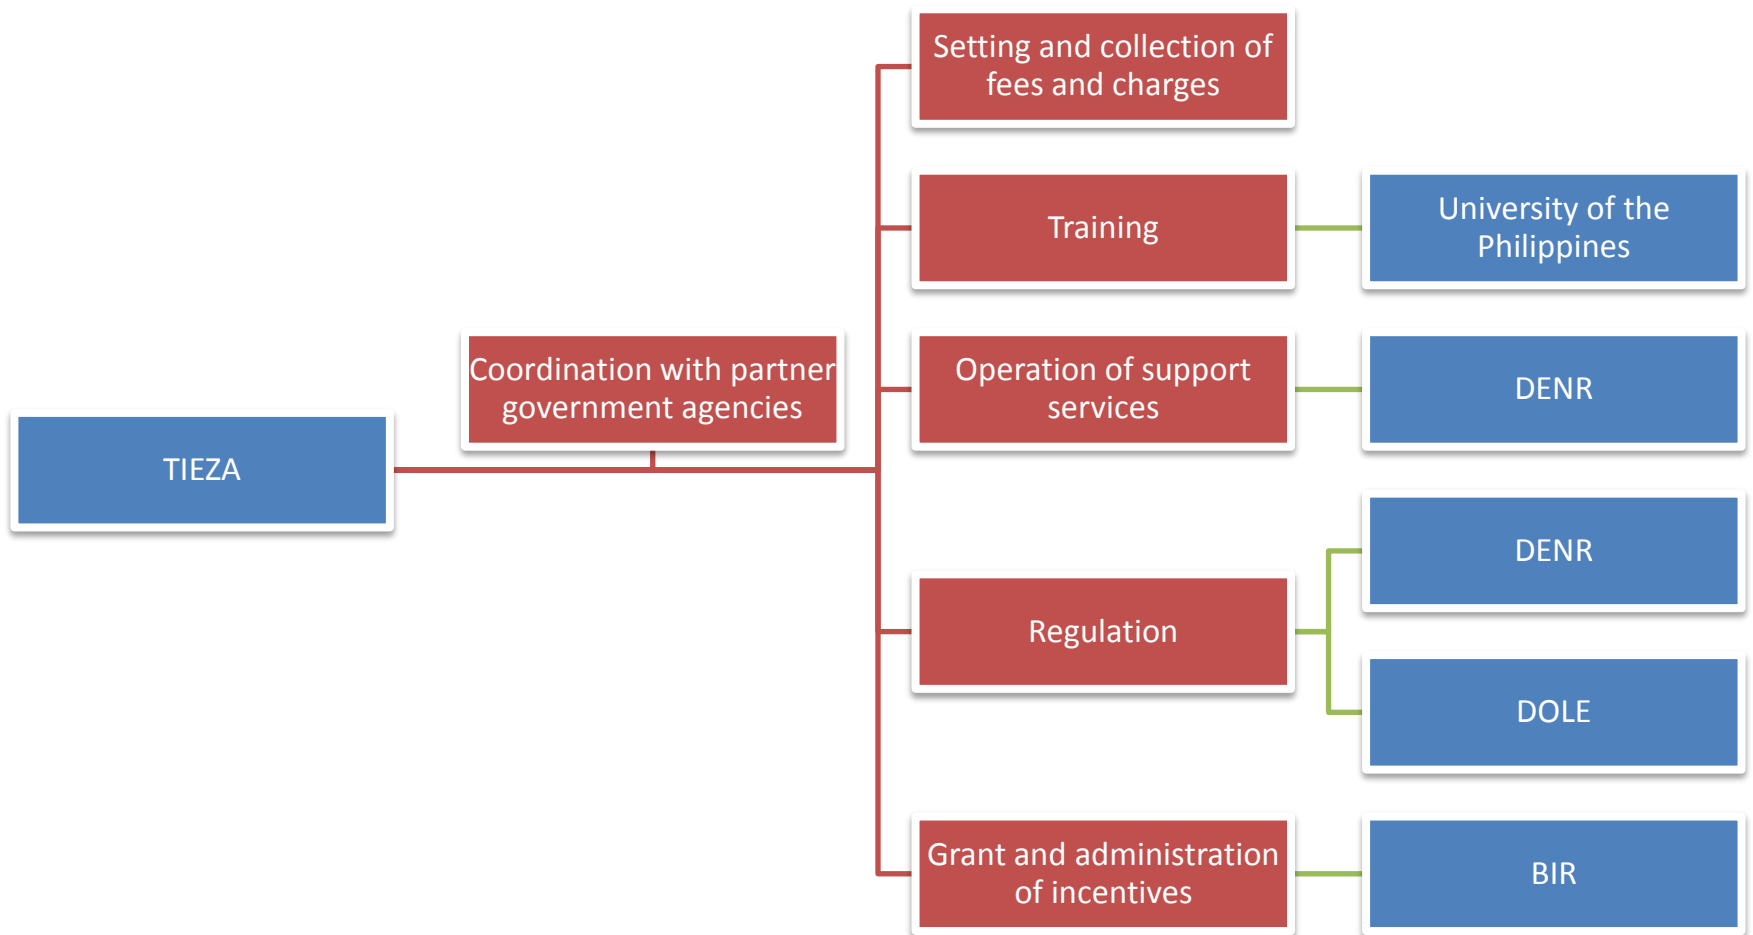 TIEZA
Coordination with partner
government agencies
Setting and collection of
fees and charges
Training
University of the
Philippines
Operation of support
services
DENR
Regulation
DENR
DOLE
Grant and administration
of incentives
BIR